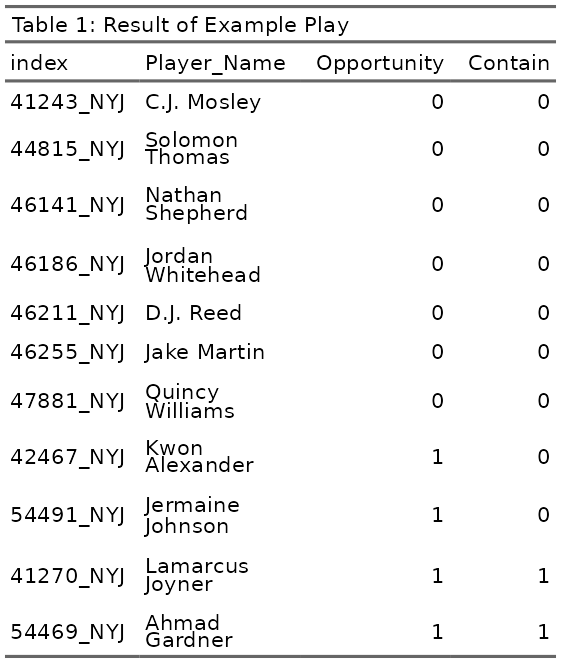 Table 1: Result of Example Play
index Player_Name Opportunity Contain
41243_NYJ C.J. Mosley 0 0
44815_NYJ Solomon Thomas 0 0
46141_NYJ Nathan Shepherd 0 0
46186_NYJ Jordan Whitehead 0 0
46211_NYJ D.J. Reed 0 0
46255_NYJ Jake Martin 0 0
47881_NYJ Quincy Williams 0 0
42467_NYJ Kwon Alexander 1 0
54491_NYJ Jermaine Johnson 1 0
41270_NYJ Lamarcus Joyner 1 1
54469_NYJ Ahmad Gardner 1 1